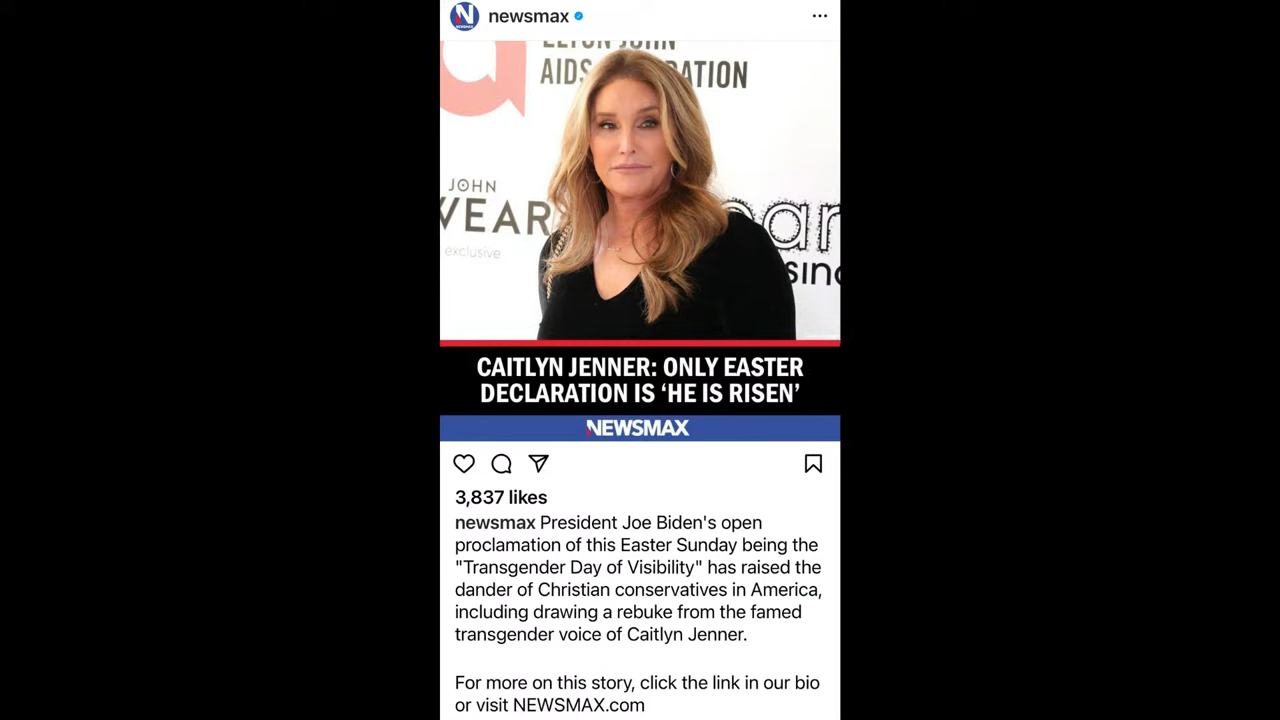 newsmax
NEWSMAX
ELTON JOHN
AIDS
JOHN
exclusive
CAITLYN JENNER: ONLY EASTER
DECLARATION IS ‘HE IS RISEN’
NEWSMAX
3,837 likes
newsmax President Joe Biden's open
proclamation of this Easter Sunday being the
"Transgender Day of Visibility" has raised the
dander of Christian conservatives in America,
including drawing a rebuke from the famed
transgender voice of Caitlyn Jenner.
For more on this story, click the link in our bio
or visit NEWSMAX.com